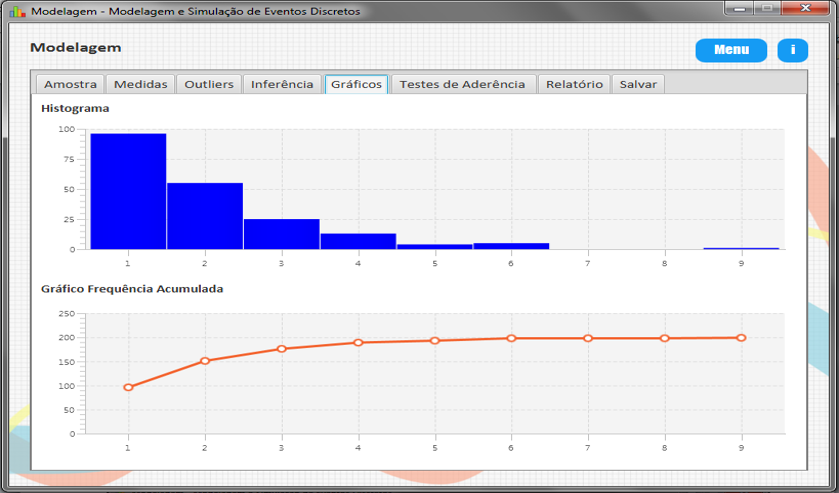 Modelagem - Modelagem e Simulação de Eventos Discretos
Modelagem
Menu
i
Amostra Medidas Outliers Inferência Gráficos Testes de Aderência Relatório Salvar
Histograma
100
75
50
25
0
1 2 3 4 5 6 7 8 9
Gráfico Frequência Acumulada
250
200
150
100
50
0
1 2 3 4 5 6 7 8 9